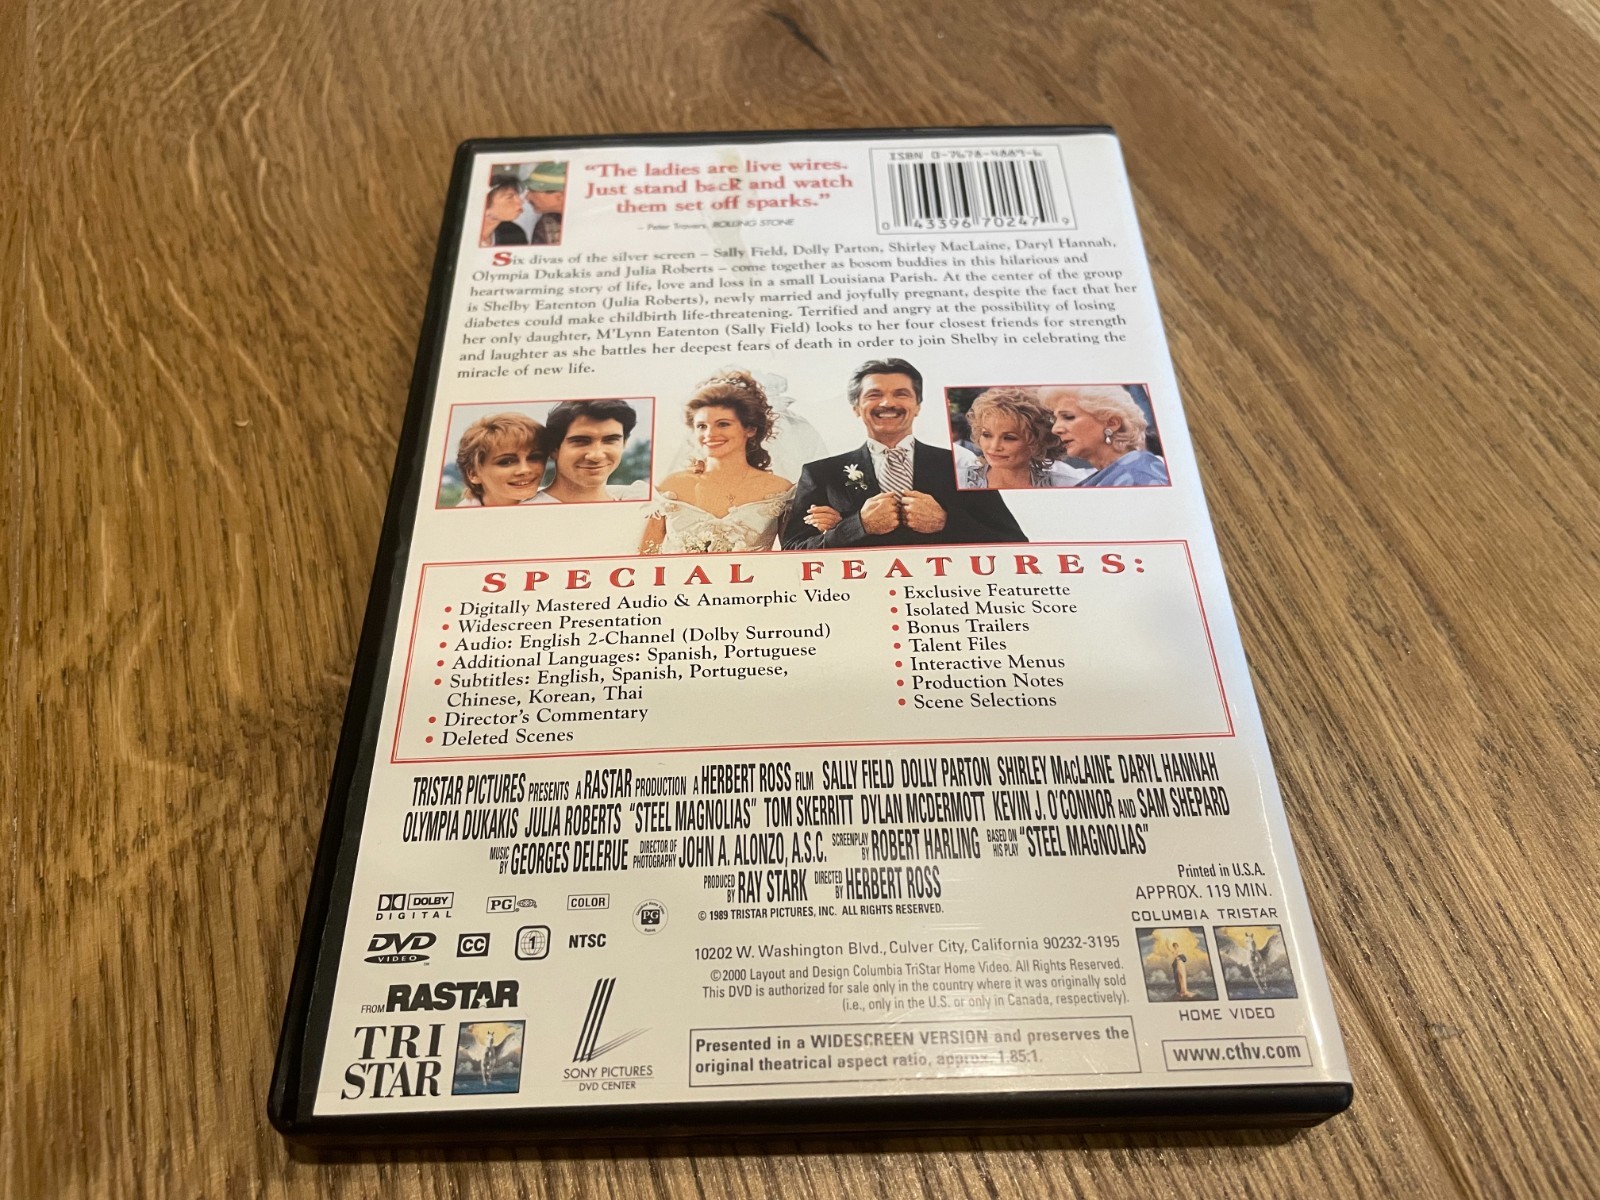 "The ladies are live wires.
Just stand back and watch
them set off sparks."
– Peter Travers, ROLLING STONE
ISBN 0-7678-4889-6
0 43396 70247 9
Six divas of the silver screen – Sally Field, Dolly Parton, Shirley MacLaine, Daryl Hannah,
Olympia Dukakis and Julia Roberts – come together as bosom buddies in this hilarious and
heartwarming story of life, love and loss in a small Louisiana Parish. At the center of the group
is Shelby Eatenton (Julia Roberts), newly married and joyfully pregnant, despite the fact that her
diabetes could make childbirth life-threatening. Terrified and angry at the possibility of losing
her only daughter, M'Lynn Eatenton (Sally Field) looks to her four closest friends for strength
and laughter as she battles her deepest fears of death in order to join Shelby in celebrating the
miracle of new life.
SPECIAL FEATURES:
• Digitally Mastered Audio & Anamorphic Video
• Widescreen Presentation
• Audio: English 2-Channel (Dolby Surround)
• Additional Languages: Spanish, Portuguese
• Subtitles: English, Spanish, Portuguese,
Chinese, Korean, Thai
• Director's Commentary
• Deleted Scenes
• Exclusive Featurette
• Isolated Music Score
• Bonus Trailers
• Talent Files
• Interactive Menus
• Production Notes
• Scene Selections
TRISTAR PICTURES PRESENTS A RASTAR PRODUCTION A HERBERT ROSS FILM SALLY FIELD DOLLY PARTON SHIRLEY MacLAINE DARYL HANNAH
OLYMPIA DUKAKIS JULIA ROBERTS "STEEL MAGNOLIAS" TOM SKERRITT DYLAN MCDERMOTT KEVIN J. O'CONNOR AND SAM SHEPARD
MUSIC BY GEORGES DELERUE DIRECTOR OF PHOTOGRAPHY JOHN A. ALONZO, A.S.C. SCREENPLAY BY ROBERT HARLING BASED ON HIS PLAY "STEEL MAGNOLIAS"
PRODUCED BY RAY STARK DIRECTED BY HERBERT ROSS
© 1989 TRISTAR PICTURES, INC. ALL RIGHTS RESERVED.
Printed in U.S.A.
APPROX. 119 MIN.
COLUMBIA TRISTAR
HOME VIDEO
www.cthv.com
DOLBY
DIGITAL
PG
COLOR
PG
DVD
VIDEO
CC
1
NTSC
10202 W. Washington Blvd., Culver City, California 90232-3195
©2000 Layout and Design Columbia TriStar Home Video. All Rights Reserved.
This DVD is authorized for sale only in the country where it was originally sold
(i.e., only in the U.S. or only in Canada, respectively).
FROM RASTAR
TRI
STAR
SONY PICTURES
DVD CENTER
Presented in a WIDESCREEN VERSION and preserves the
original theatrical aspect ratio, approx. 1.85:1.